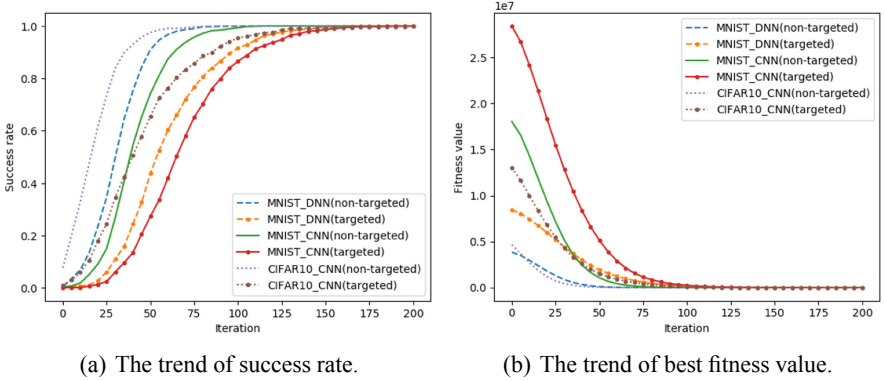 1.0
0.8
0.6
0.4
0.2
0.0
Success rate
0 25 50 75 100 125 150 175 200
Iteration
MNIST_DNN(non-targeted)
MNIST_DNN(targeted)
MNIST_CNN(non-targeted)
MNIST_CNN(targeted)
CIFAR10_CNN(non-targeted)
CIFAR10_CNN(targeted)
(a) The trend of success rate.
1e7
2.5
2.0
1.5
1.0
0.5
0.0
Fitness value
0 25 50 75 100 125 150 175 200
Iteration
MNIST_DNN(non-targeted)
MNIST_DNN(targeted)
MNIST_CNN(non-targeted)
MNIST_CNN(targeted)
CIFAR10_CNN(non-targeted)
CIFAR10_CNN(targeted)
(b) The trend of best fitness value.